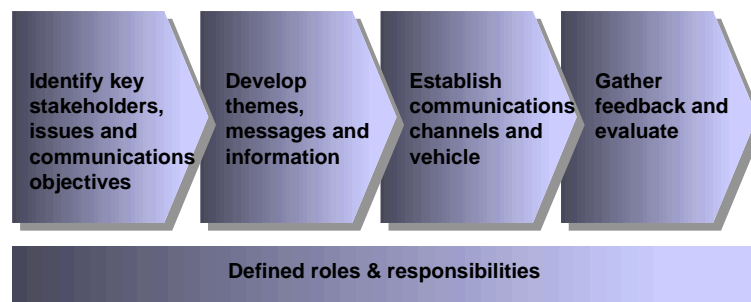 Identify key
stakeholders,
issues and
communications
objectives
Develop
themes,
messages and
information
Establish
communications
channels and
vehicle
Gather
feedback and
evaluate
Defined roles & responsibilities